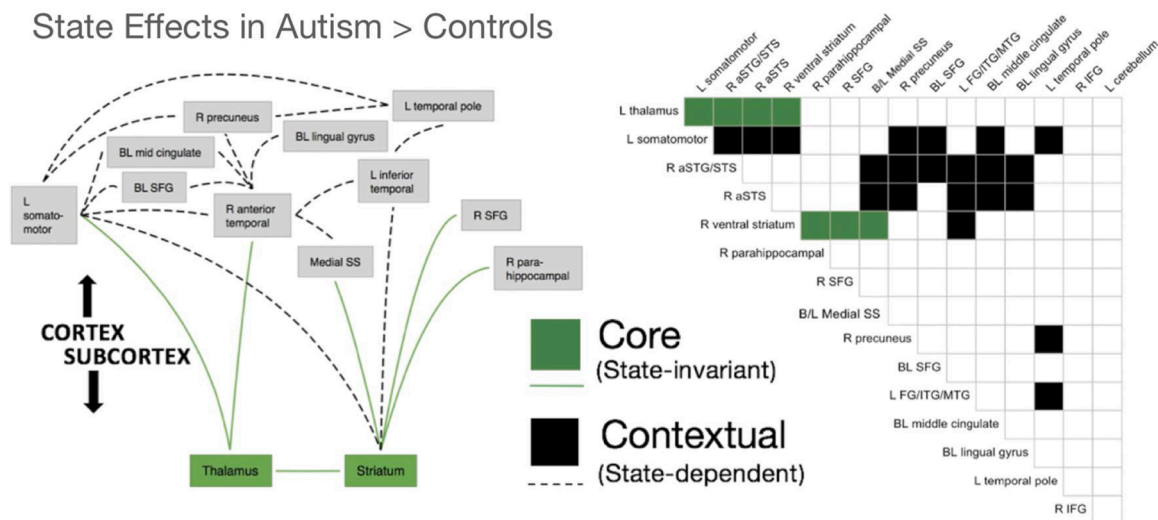 State Effects in Autism > Controls
R precuneus
L temporal pole
BL lingual gyrus
BL mid cingulate
L inferior
temporal
BL SFG
L
somato-
motor
R anterior
temporal
R SFG
Medial SS
R para-
hippocampal
CORTEX
SUBCORTEX
Thalamus
Striatum
Core
(State-invariant)
Contextual
(State-dependent)
L somatomotor
R aSTG/STS
R aSTS
R ventral striatum
R parahippocampal
R SFG
B/L Medial SS
R precuneus
BL SFG
L FG/ITG/MTG
BL middle cingulate
BL lingual gyrus
L temporal pole
R IFG
L cerebellum
L thalamus
L somatomotor
R aSTG/STS
R aSTS
R ventral striatum
R parahippocampal
R SFG
B/L Medial SS
R precuneus
BL SFG
L FG/ITG/MTG
BL middle cingulate
BL lingual gyrus
L temporal pole
R IFG